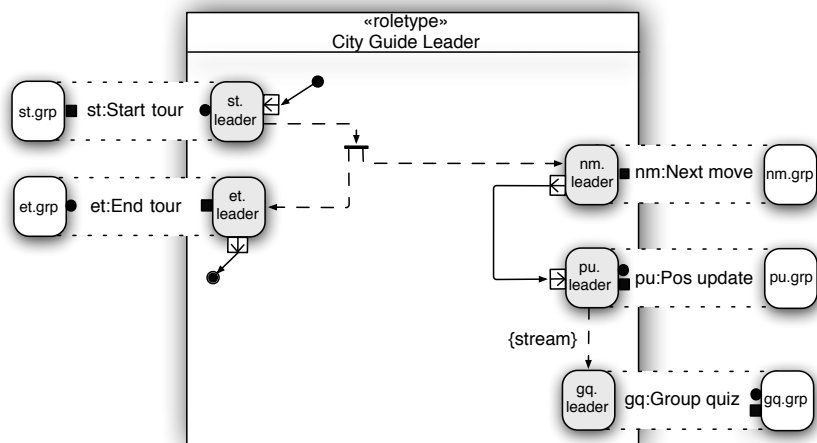 «roletype»
City Guide Leader
st.grp
st:Start tour
st.
leader
et.grp
et:End tour
et.
leader
nm.
leader
nm:Next move
nm.grp
pu.
leader
pu:Pos update
pu.grp
{stream}
gq.
leader
gq:Group quiz
gq.grp